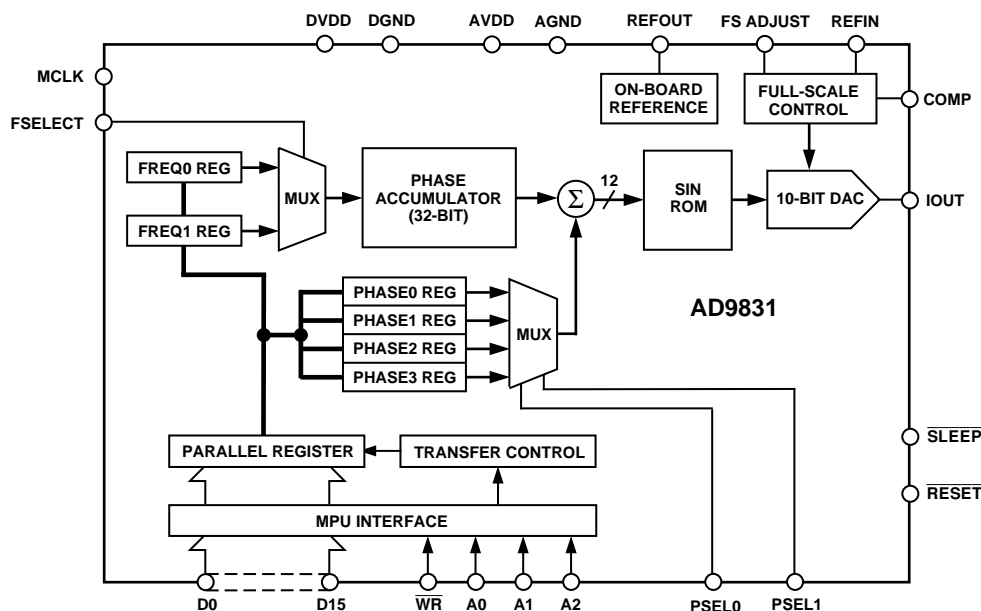 DVDD DGND AVDD AGND REFOUT FS ADJUST REFIN
MCLK
FSELECT
ON-BOARD
REFERENCE
FULL-SCALE
CONTROL
COMP
FREQ0 REG
FREQ1 REG
MUX
PHASE
ACCUMULATOR
(32-BIT)
Σ
12
SIN
ROM
10-BIT DAC
IOUT
PHASE0 REG
PHASE1 REG
PHASE2 REG
PHASE3 REG
MUX
AD9831
PARALLEL REGISTER
TRANSFER CONTROL
SLEEP
RESET
MPU INTERFACE
D0 D15 WR A0 A1 A2 PSEL0 PSEL1